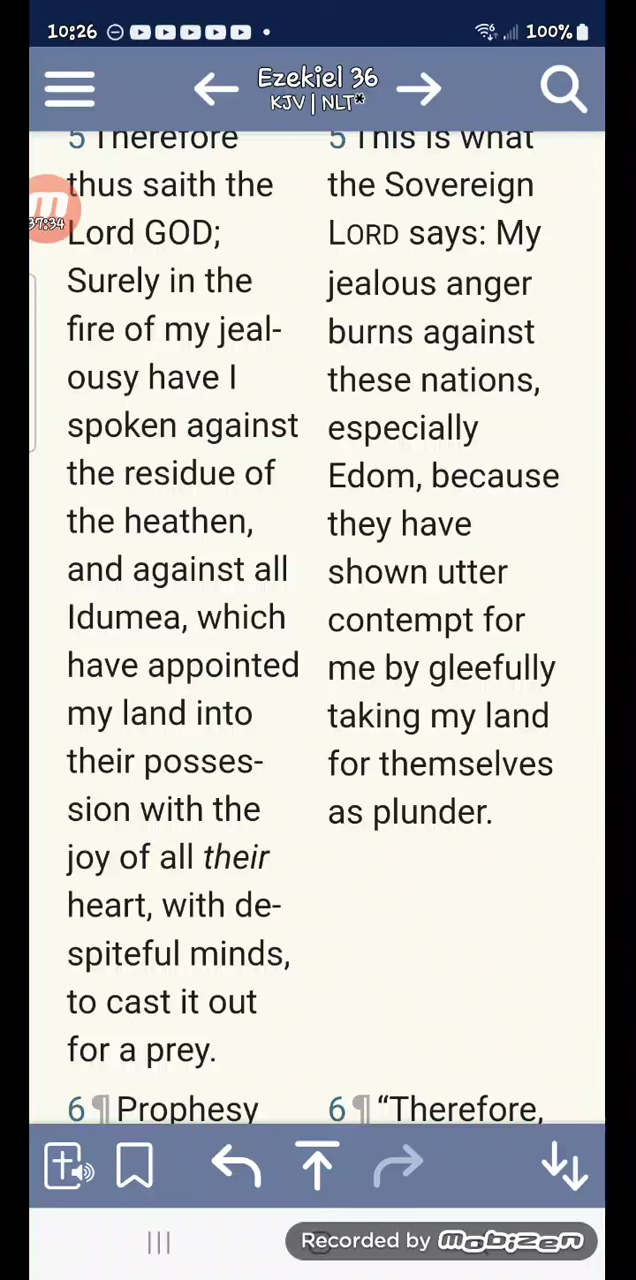 10:26 100%
Ezekiel 36
KJV | NLT*
37:34
5 Therefore
thus saith the
Lord GOD;
Surely in the
fire of my jeal-
ousy have I
spoken against
the residue of
the heathen,
and against all
Idumea, which
have appointed
my land into
their posses-
sion with the
joy of all their
heart, with de-
spiteful minds,
to cast it out
for a prey.
6 ¶ Prophesy
5 This is what
the Sovereign
LORD says: My
jealous anger
burns against
these nations,
especially
Edom, because
they have
shown utter
contempt for
me by gleefully
taking my land
for themselves
as plunder.
6 ¶ “Therefore,
Recorded by mobizen